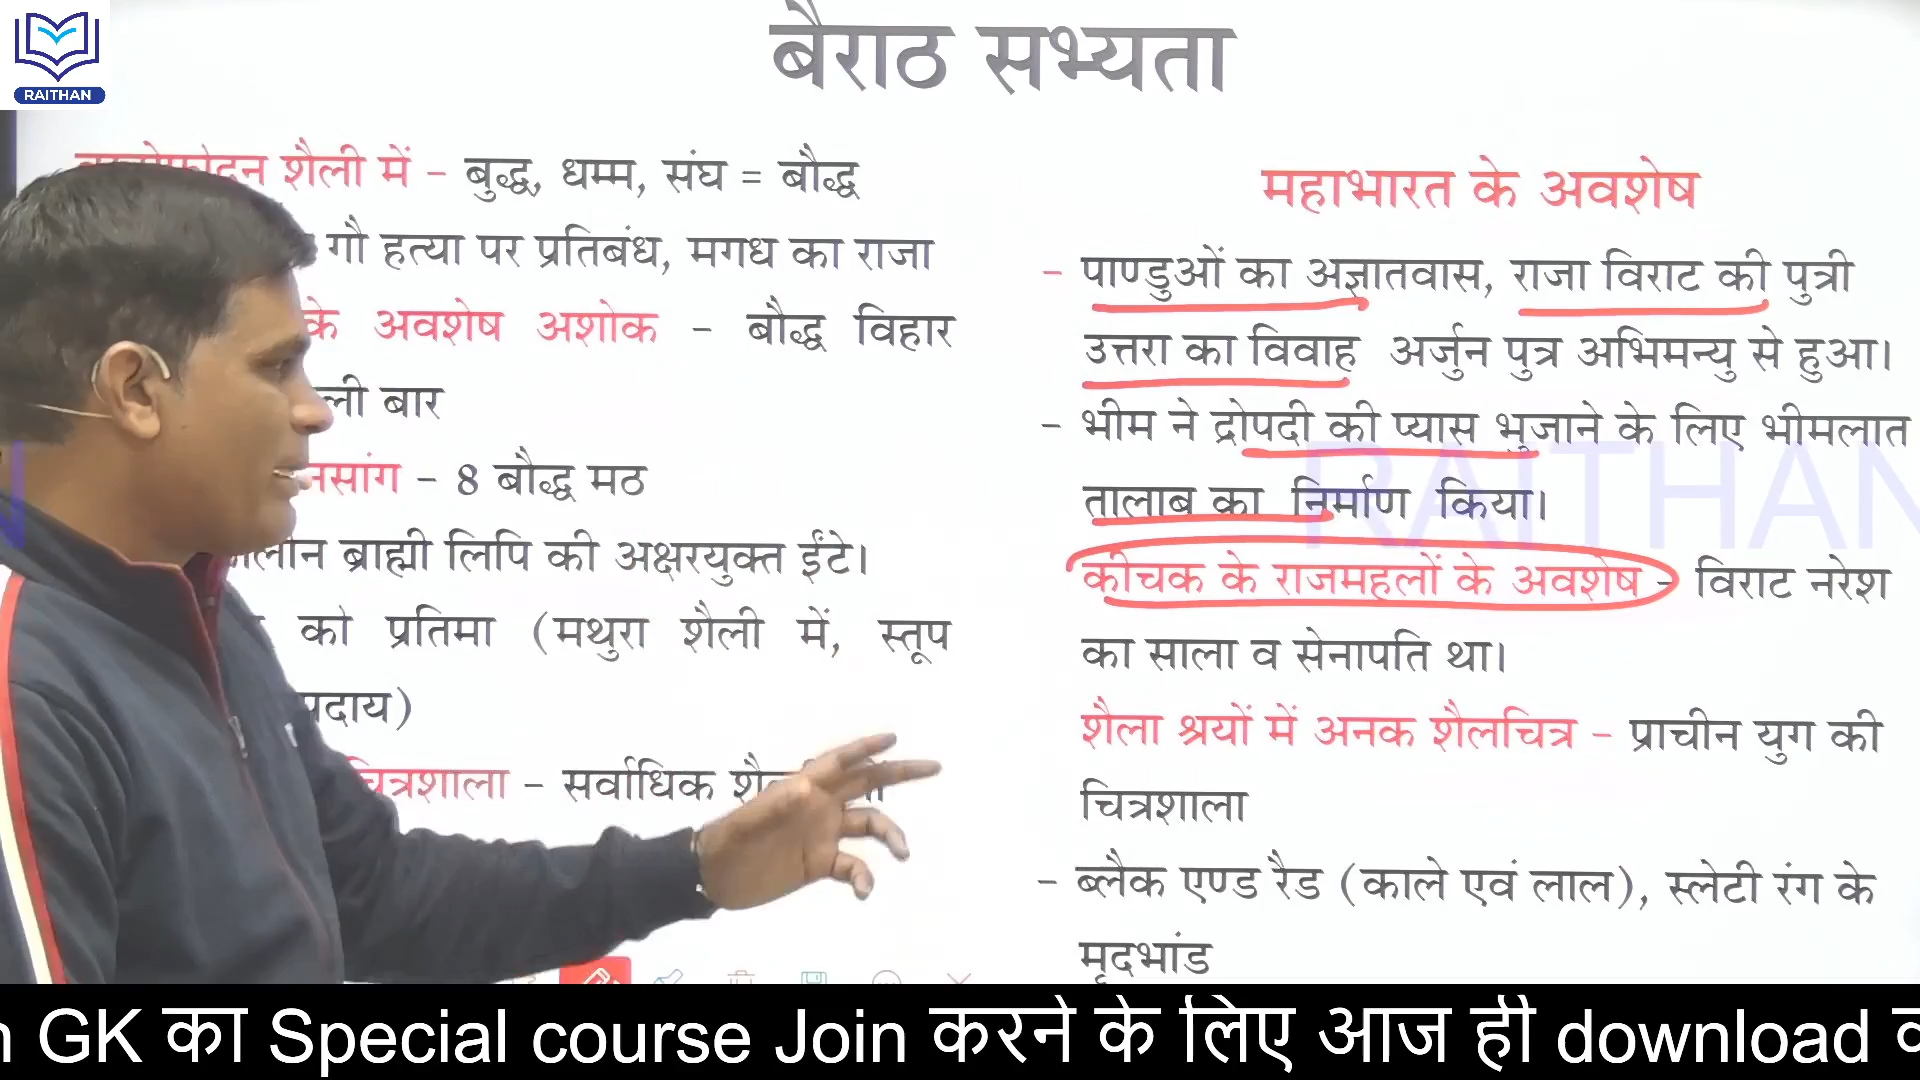 RAITHAN
बैराठ सभ्यता
शैली में - बुद्ध, धम्म, संघ = बौद्ध
गौ हत्या पर प्रतिबंध, मगध का राजा
के अवशेष अशोक - बौद्ध विहार
बार
- 8 बौद्ध मठ
ब्राह्मी लिपि की अक्षरयुक्त ईंटे।
को प्रतिमा (मथुरा शैली में, स्तूप
- सर्वाधिक
महाभारत के अवशेष
- पाण्डुओं का अज्ञातवास, राजा विराट की पुत्री
उत्तरा का विवाह अर्जुन पुत्र अभिमन्यु से हुआ।
- भीम ने द्रोपदी की प्यास भुजाने के लिए भीमलात
तालाब का निर्माण किया।
कीचक के राजमहलों के अवशेष - विराट नरेश
का साला व सेनापति था।
शैला श्रयों में अनक शैलचित्र - प्राचीन युग की
चित्रशाला
- ब्लैक एण्ड रैड (काले एवं लाल), स्लेटी रंग के
मृदभांड
RAITHAN
GK का Special course Join करने के लिए आज ही download